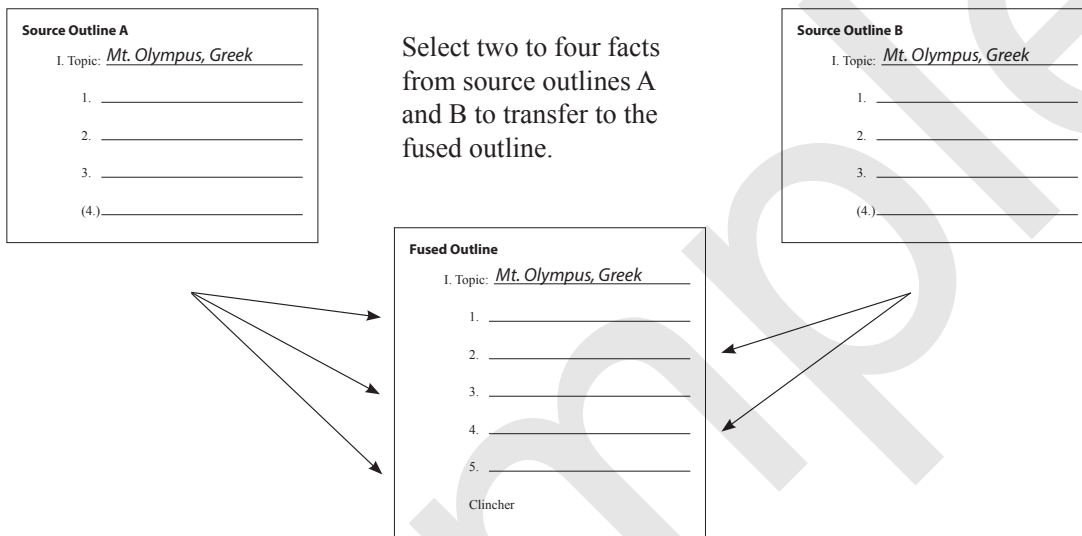 Source Outline A
I. Topic: Mt. Olympus, Greek
1.
2.
3.
(4.)
Select two to four facts
from source outlines A
and B to transfer to the
fused outline.
Source Outline B
I. Topic: Mt. Olympus, Greek
1.
2.
3.
(4.)
Fused Outline
I. Topic: Mt. Olympus, Greek
1.
2.
3.
4.
5.
Clincher